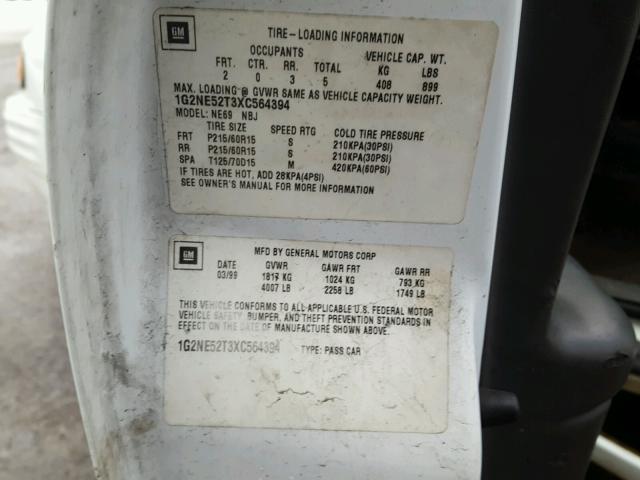 GM
TIRE-LOADING INFORMATION
OCCUPANTS VEHICLE CAP. WT.
FRT. CTR. RR. TOTAL KG LBS
2 0 3 5 408 899
MAX. LOADING @ GVWR SAME AS VEHICLE CAPACITY WEIGHT.
1G2NE52T3XC564394
MODEL: NE69 NBJ
TIRE SIZE SPEED RTG COLD TIRE PRESSURE
FRT P215/60R15 S 210KPA(30PSI)
RR P215/60R15 S 210KPA(30PSI)
SPA T125/70D15 M 420KPA(60PSI)
IF TIRES ARE HOT, ADD 28KPA(4PSI)
SEE OWNER'S MANUAL FOR MORE INFORMATION
GM
MFD BY GENERAL MOTORS CORP
DATE GVWR GAWR FRT GAWR RR
03/99 1817 KG 1024 KG 793 KG
4007 LB 2258 LB 1749 LB
THIS VEHICLE CONFORMS TO ALL APPLICABLE U.S. FEDERAL MOTOR
VEHICLE SAFETY, BUMPER, AND THEFT PREVENTION STANDARDS IN
EFFECT ON THE DATE OF MANUFACTURE SHOWN ABOVE.
1G2NE52T3XC564394 TYPE: PASS CAR